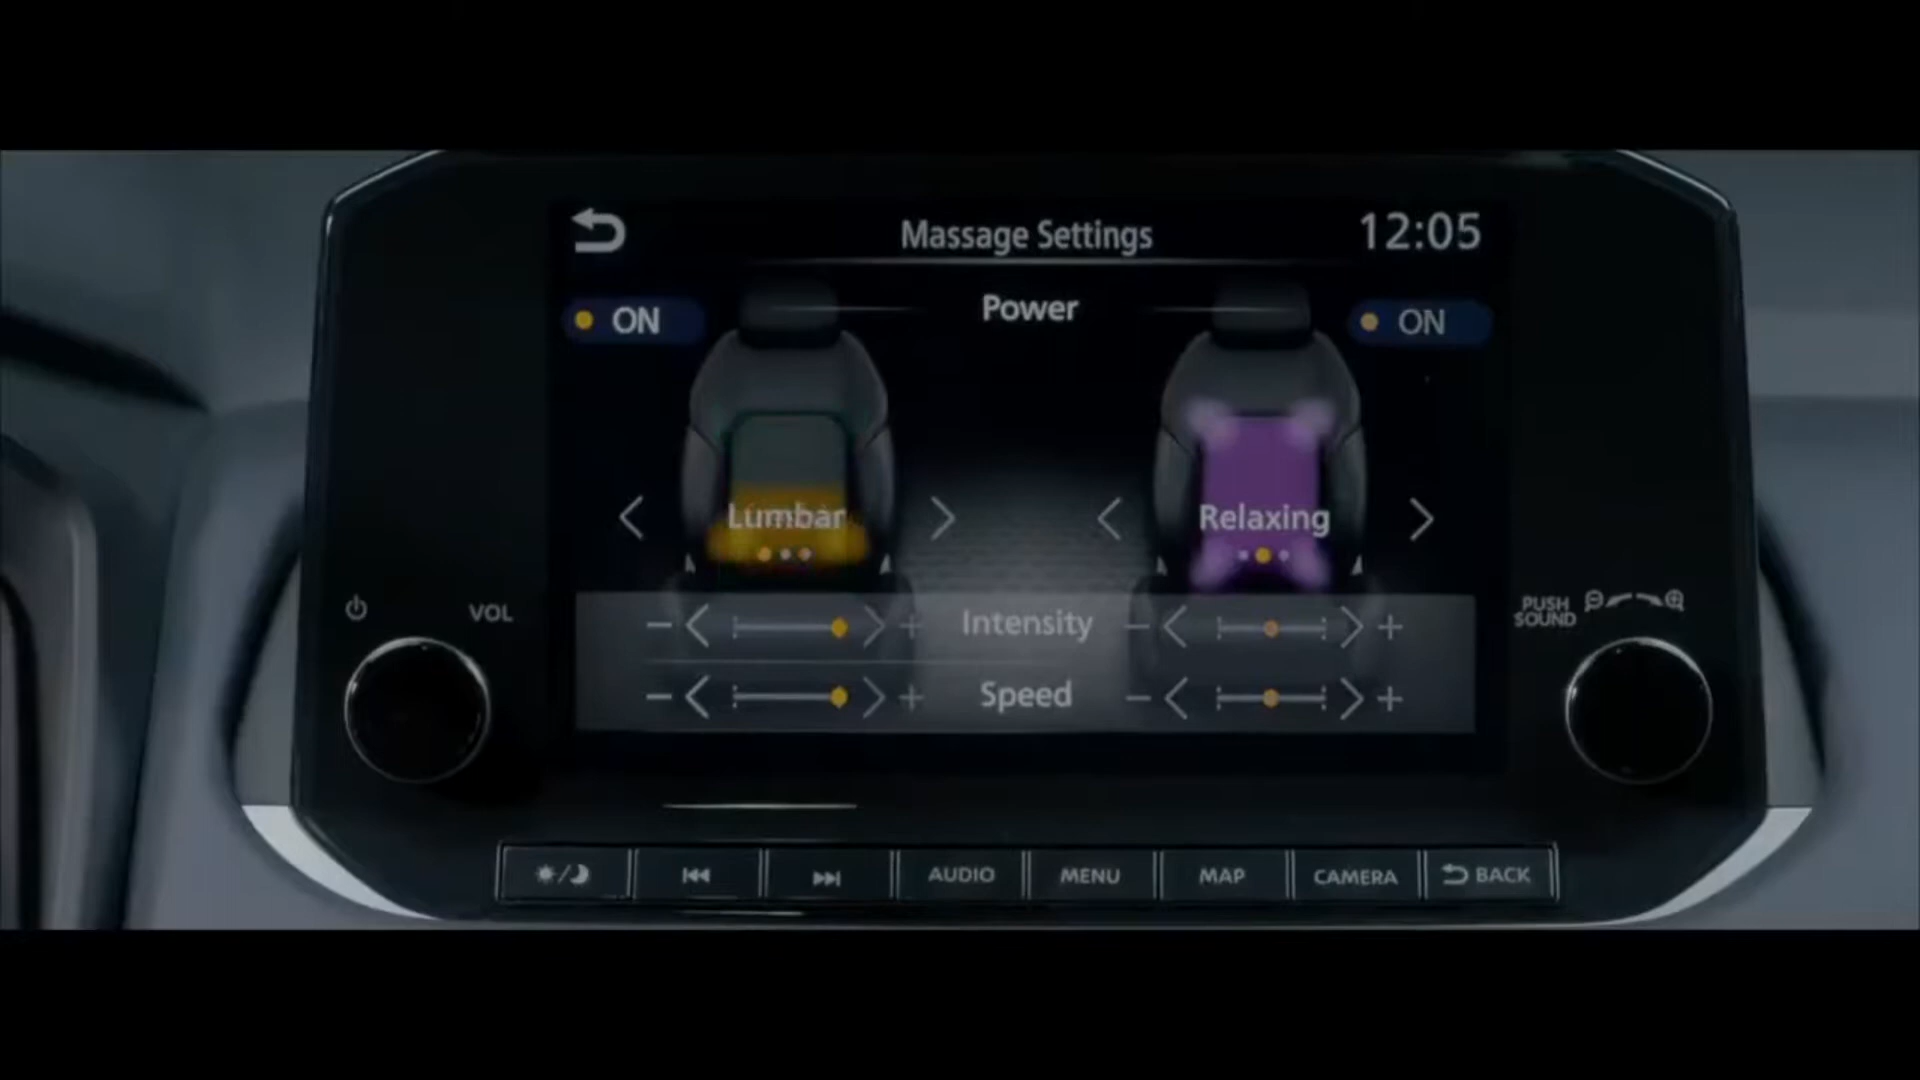 Massage Settings
12:05
ON
Power
ON
Lumbar
Relaxing
Intensity
Speed
VOL
PUSH
SOUND
AUDIO
MENU
MAP
CAMERA
BACK